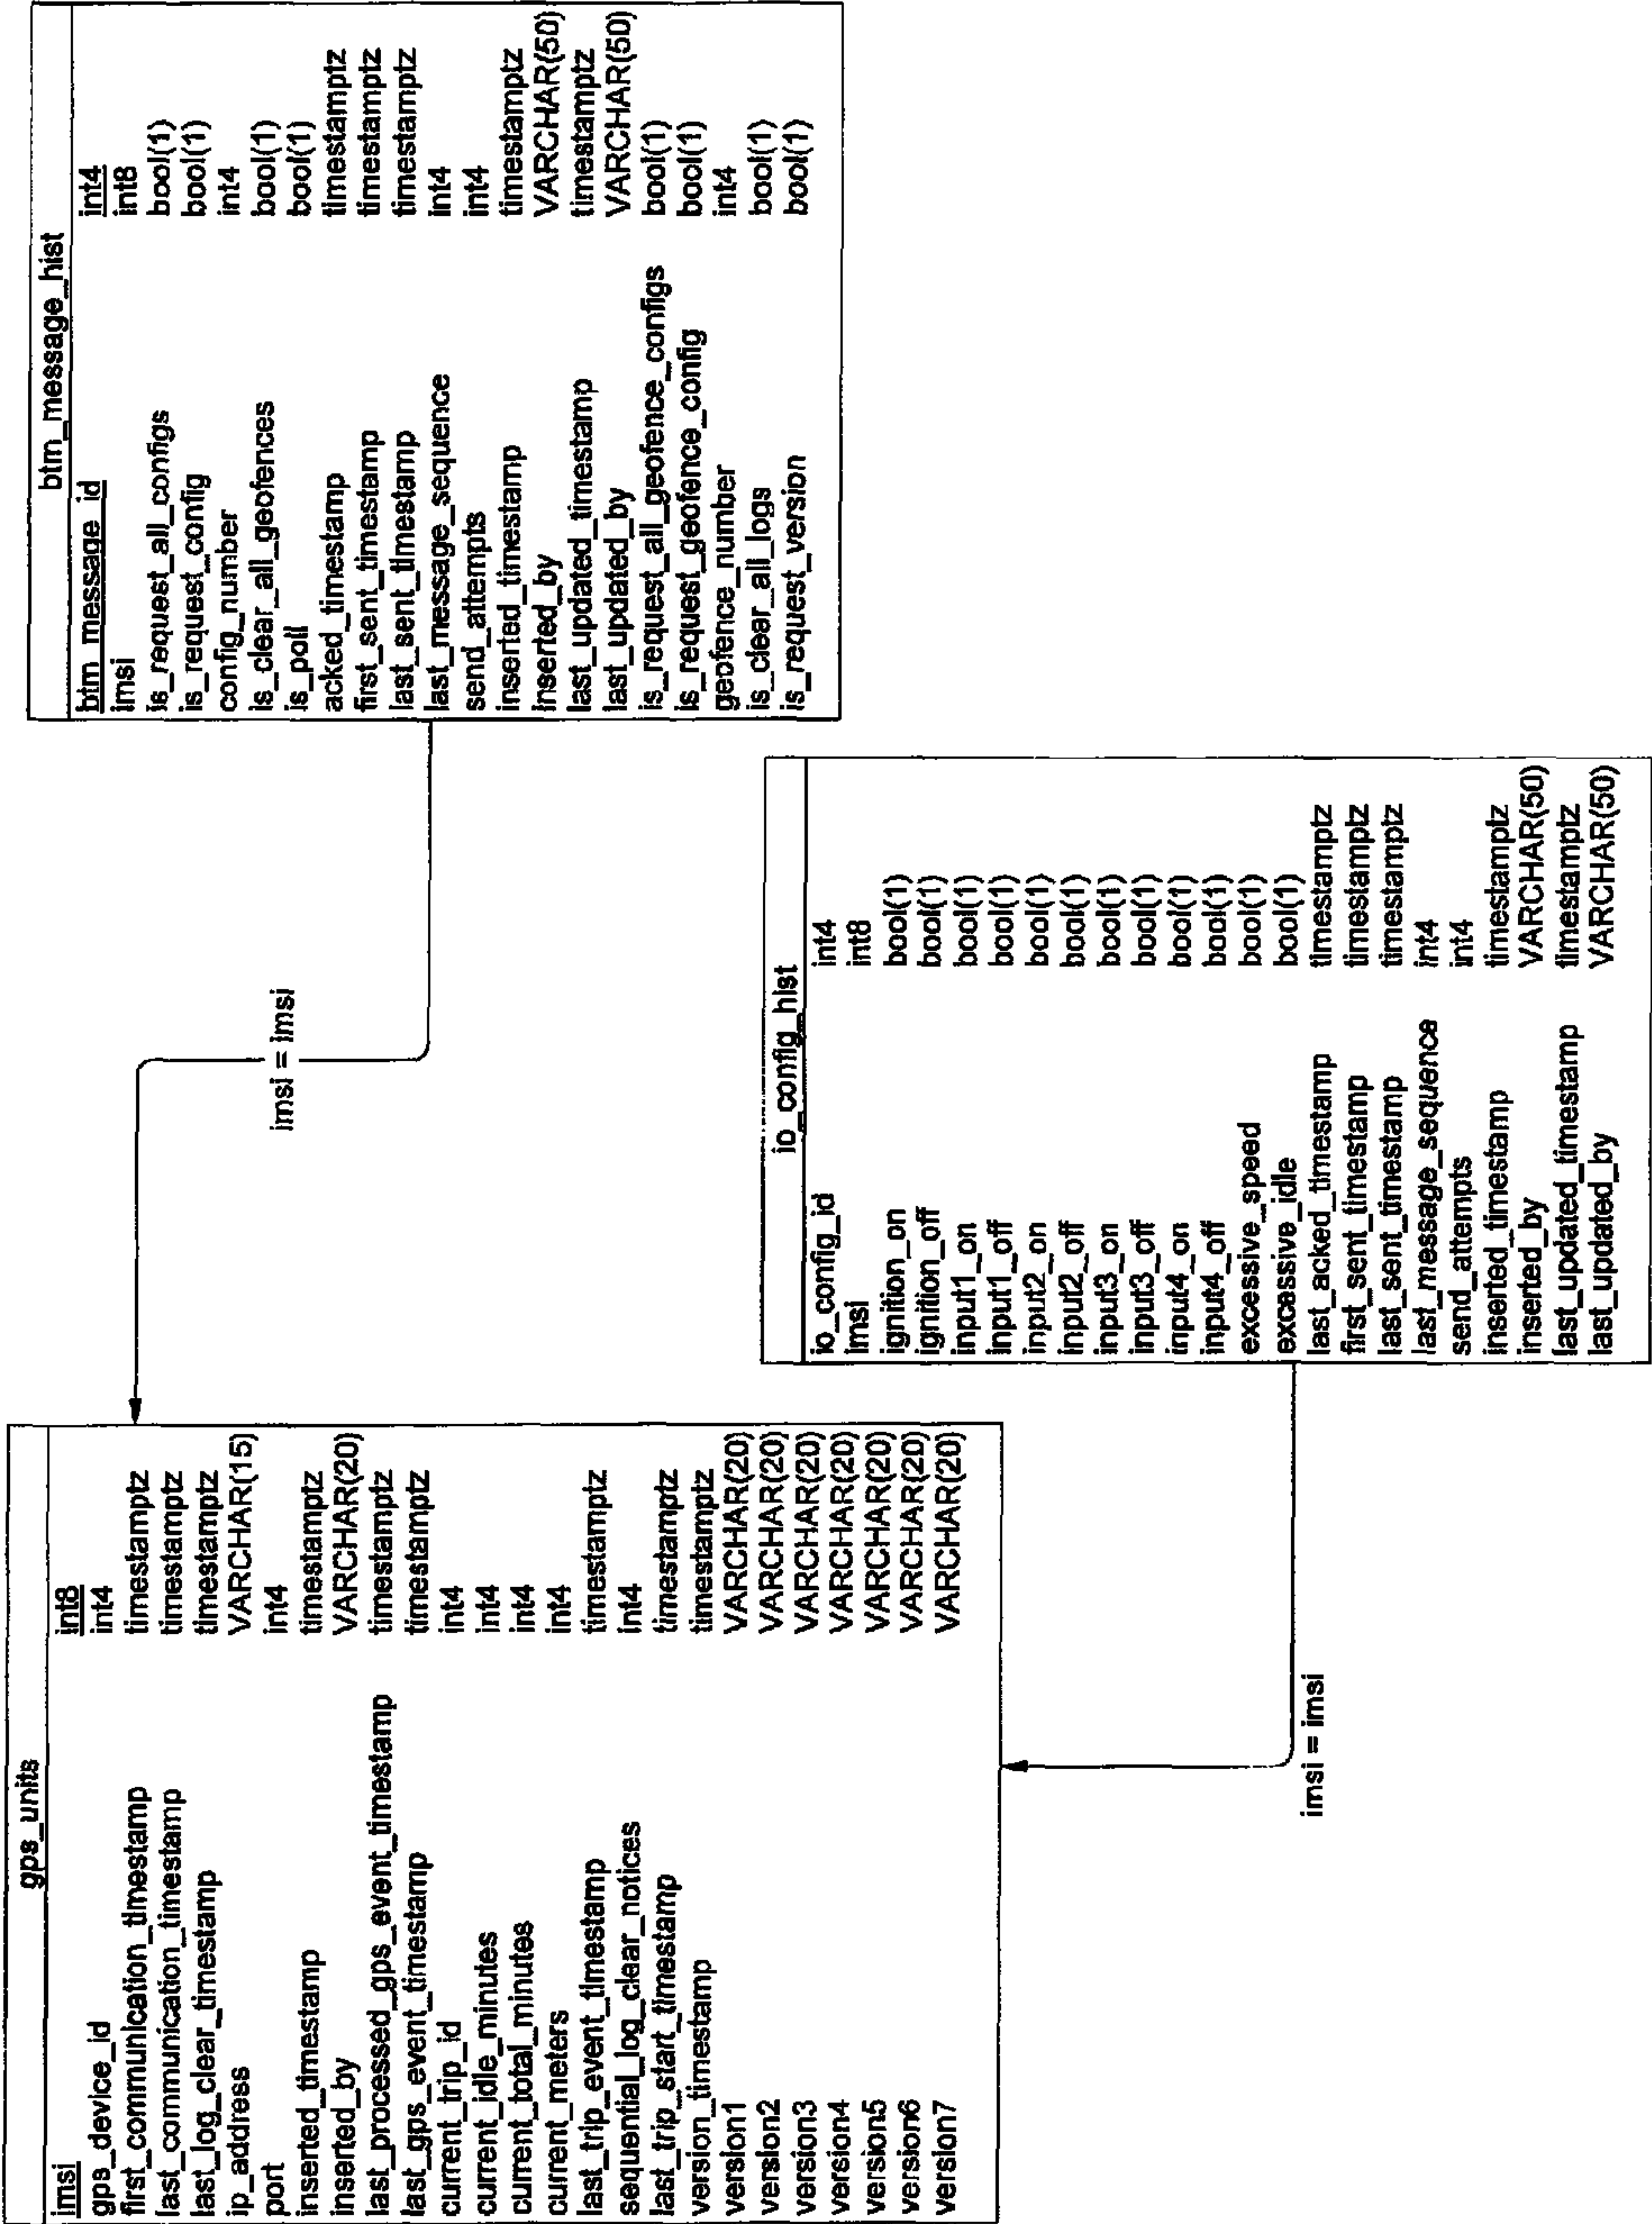 gps_units
imsi int8
gps_device_id int4
first_communication_timestamp timestamptz
last_communication_timestamp timestamptz
last_log_clear_timestamp timestamptz
ip_address VARCHAR(15)
port int4
inserted_timestamp timestamptz
inserted_by VARCHAR(20)
last_processed_gps_event_timestamp timestamptz
last_gps_event_timestamp timestamptz
current_trip_id int4
current_idle_minutes int4
current_total_minutes int4
current_meters int4
last_trip_event_timestamp timestamptz
sequential_log_clear_notices int4
last_trip_start_timestamp timestamptz
version_timestamp timestamptz
version1 VARCHAR(20)
version2 VARCHAR(20)
version3 VARCHAR(20)
version4 VARCHAR(20)
version5 VARCHAR(20)
version6 VARCHAR(20)
version7 VARCHAR(20)
imsi = imsi
btm_message_hist
btm_message_id int4
imsi int8
is_request_all_configs bool(1)
is_request_config bool(1)
config_number int4
is_clear_all_geofences bool(1)
is_poll bool(1)
acked_timestamp timestamptz
first_sent_timestamp timestamptz
last_sent_timestamp timestamptz
last_message_sequence int4
send_attempts int4
inserted_timestamp timestamptz
inserted_by VARCHAR(50)
last_updated_timestamp timestamptz
last_updated_by VARCHAR(50)
is_request_all_geofence_configs bool(1)
is_request_geofence_config bool(1)
geofence_number int4
is_clear_all_logs bool(1)
is_request_version bool(1)
io_config_hist
io_config_id int4
imsi int8
ignition_on bool(1)
ignition_off bool(1)
input1_on bool(1)
input1_off bool(1)
input2_on bool(1)
input2_off bool(1)
input3_on bool(1)
input3_off bool(1)
input4_on bool(1)
input4_off bool(1)
excessive_speed bool(1)
excessive_idle bool(1)
last_acked_timestamp timestamptz
first_sent_timestamp timestamptz
last_sent_timestamp timestamptz
last_message_sequence int4
send_attempts int4
inserted_timestamp timestamptz
inserted_by VARCHAR(50)
last_updated_timestamp timestamptz
last_updated_by VARCHAR(50)
imsi = imsi